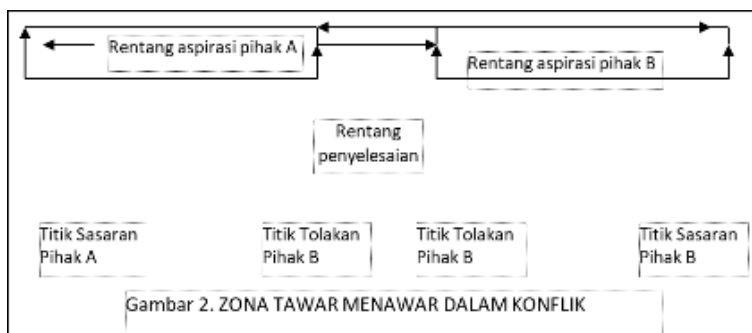 Rentang aspirasi pihak A
Rentang aspirasi pihak B
Rentang
penyelesaian
Titik Sasaran
Pihak A
Titik Tolakan
Pihak B
Titik Tolakan
Pihak B
Titik Sasaran
Pihak B
Gambar 2. ZONA TAWAR MENAWAR DALAM KONFLIK